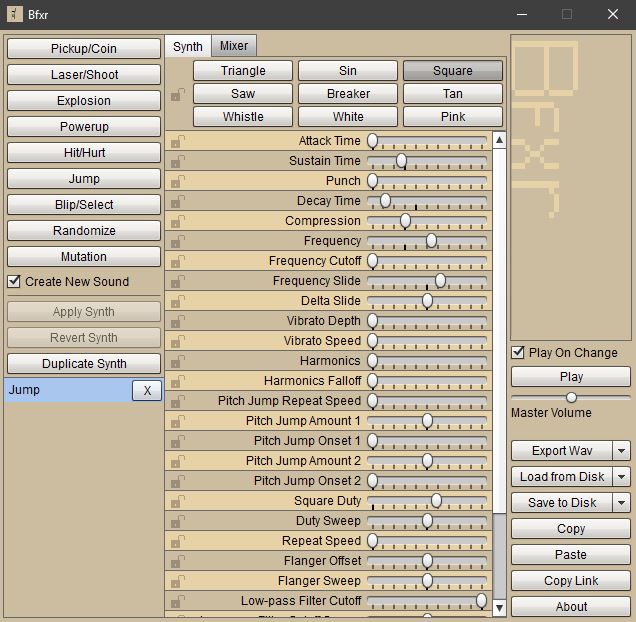 Bfxr
Pickup/Coin
Laser/Shoot
Explosion
Powerup
Hit/Hurt
Jump
Blip/Select
Randomize
Mutation
Create New Sound
Apply Synth
Revert Synth
Duplicate Synth
Jump X
Synth Mixer
Triangle Sin Square
Saw Breaker Tan
Whistle White Pink
Attack Time
Sustain Time
Punch
Decay Time
Compression
Frequency
Frequency Cutoff
Frequency Slide
Delta Slide
Vibrato Depth
Vibrato Speed
Harmonics
Harmonics Falloff
Pitch Jump Repeat Speed
Pitch Jump Amount 1
Pitch Jump Onset 1
Pitch Jump Amount 2
Pitch Jump Onset 2
Square Duty
Duty Sweep
Repeat Speed
Flanger Offset
Flanger Sweep
Low-pass Filter Cutoff
Play On Change
Play
Master Volume
Export Wav
Load from Disk
Save to Disk
Copy
Paste
Copy Link
About